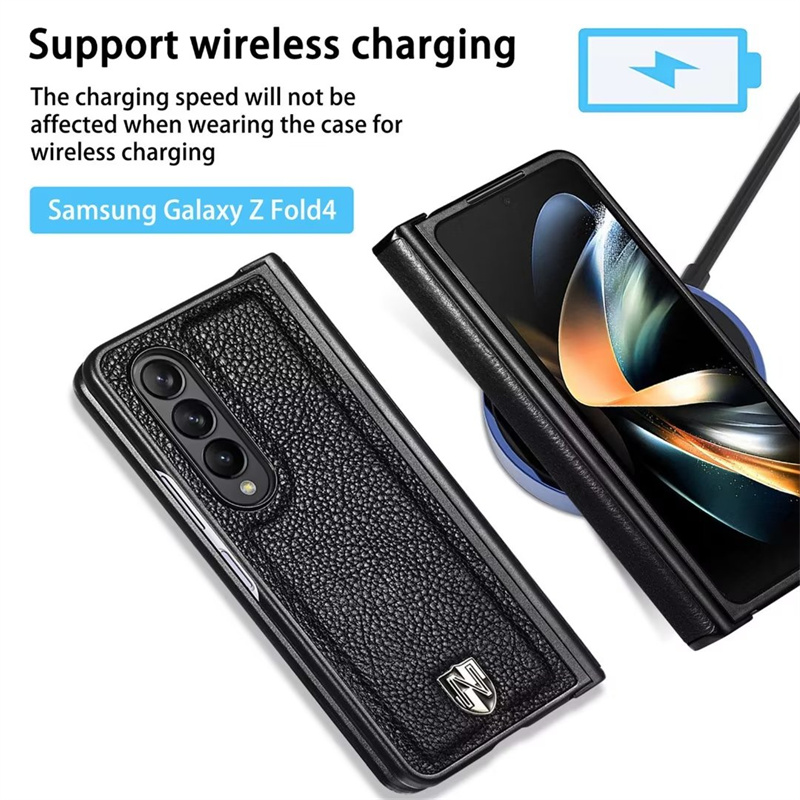 Support wireless charging
The charging speed will not be
affected when wearing the case for
wireless charging
Samsung Galaxy Z Fold4